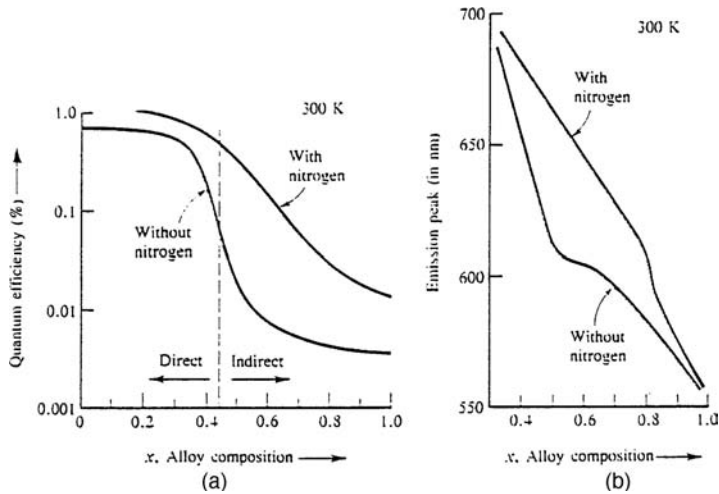 300 K
1.0
0.1
0.01
0.001
Quantum efficiency (%)
With
nitrogen
Without
nitrogen
Direct
Indirect
0 0.2 0.4 0.6 0.8 1.0
x, Alloy composition
(a)
700
650
600
550
Emission peak (in nm)
300 K
With
nitrogen
Without
nitrogen
0.4 0.6 0.8 1.0
x, Alloy composition
(b)